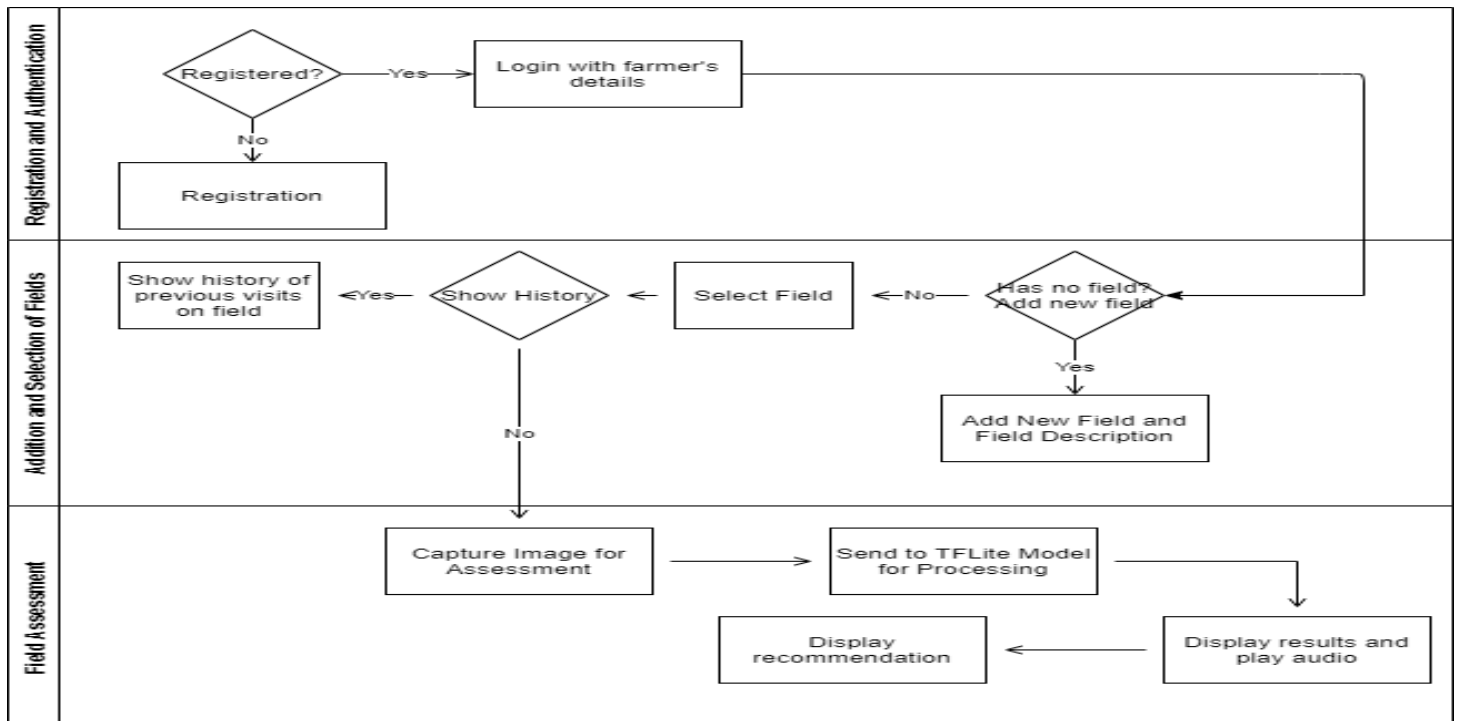 Registration and Authentication
Registered?
Yes
Login with farmer's
details
No
Registration
Addition and Selection of Fields
Show history of
previous visits
on field
Yes
Show History
Select Field
No
Has no field?
Add new field
Yes
Add New Field and
Field Description
No
Field Assessment
Capture Image for
Assessment
Send to TFLite Model
for Processing
Display
recommendation
Display results and
play audio